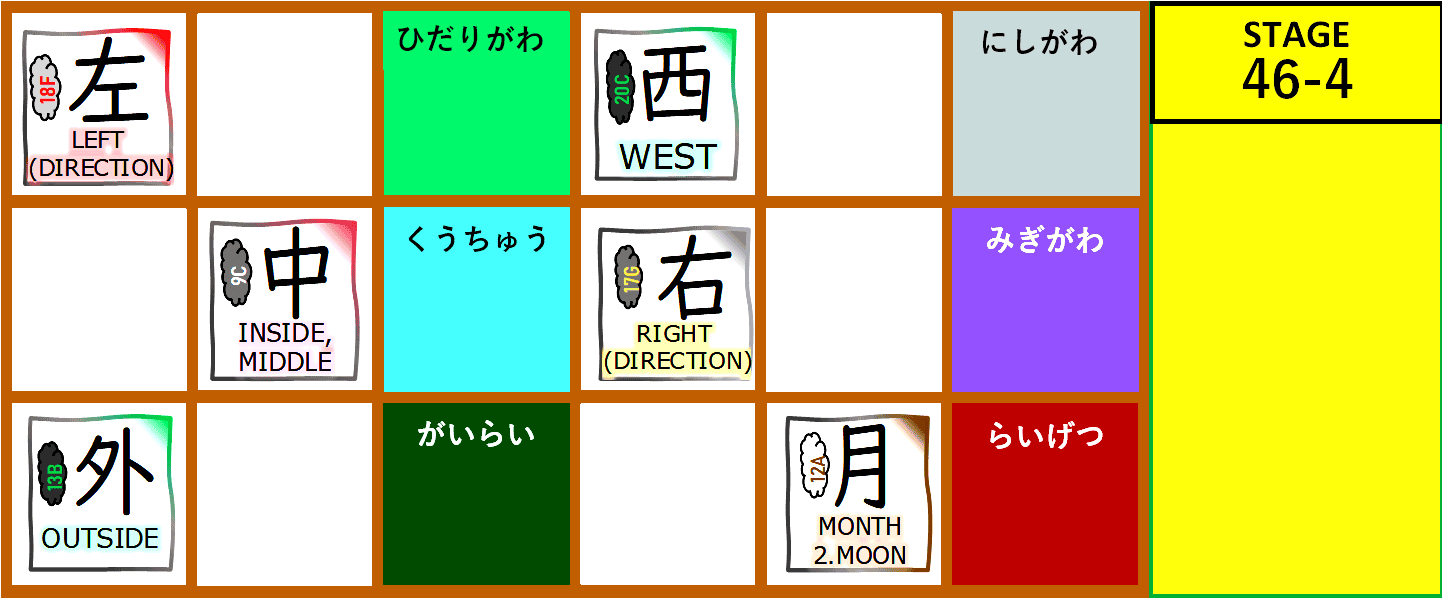 18F
左
LEFT
(DIRECTION)
ひだりがわ
20C
西
WEST
にしがわ
STAGE
46-4
9C
中
INSIDE,
MIDDLE
くうちゅう
17G
右
RIGHT
(DIRECTION)
みぎがわ
13B
外
OUTSIDE
がいらい
12A
月
MONTH
2.MOON
らいげつ